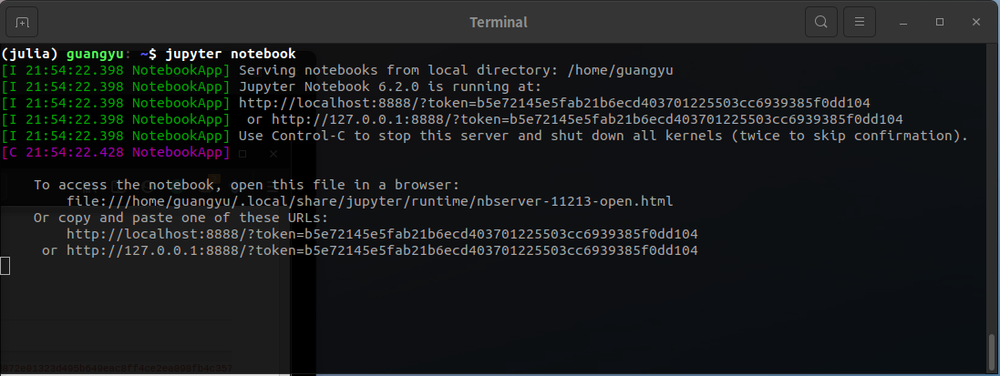 Terminal
(julia) guangyu: ~$ jupyter notebook
[I 21:54:22.398 NotebookApp] Serving notebooks from local directory: /home/guangyu
[I 21:54:22.398 NotebookApp] Jupyter Notebook 6.2.0 is running at:
[I 21:54:22.398 NotebookApp] http://localhost:8888/?token=b5e72145e5fab21b6ecd403701225503cc6939385f0dd104
[I 21:54:22.398 NotebookApp]  or http://127.0.0.1:8888/?token=b5e72145e5fab21b6ecd403701225503cc6939385f0dd104
[I 21:54:22.398 NotebookApp] Use Control-C to stop this server and shut down all kernels (twice to skip confirmation).
[C 21:54:22.428 NotebookApp]
To access the notebook, open this file in a browser:
file:///home/guangyu/.local/share/jupyter/runtime/nbserver-11213-open.html
Or copy and paste one of these URLs:
http://localhost:8888/?token=b5e72145e5fab21b6ecd403701225503cc6939385f0dd104
or http://127.0.0.1:8888/?token=b5e72145e5fab21b6ecd403701225503cc6939385f0dd104